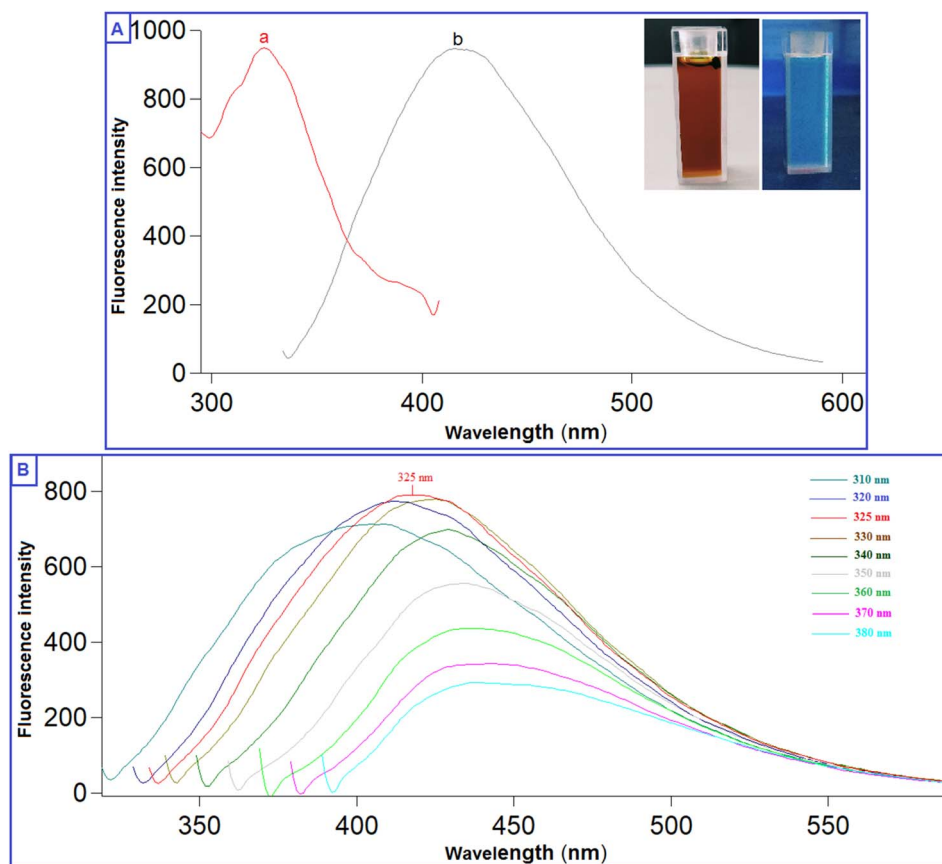 A
a
b
1000
800
600
400
200
0
Fluorescence intensity
300
400
500
600
Wavelength (nm)
B
325 nm
800
600
400
200
0
Fluorescence intensity
310 nm
320 nm
325 nm
330 nm
340 nm
350 nm
360 nm
370 nm
380 nm
350
400
450
500
550
Wavelength (nm)